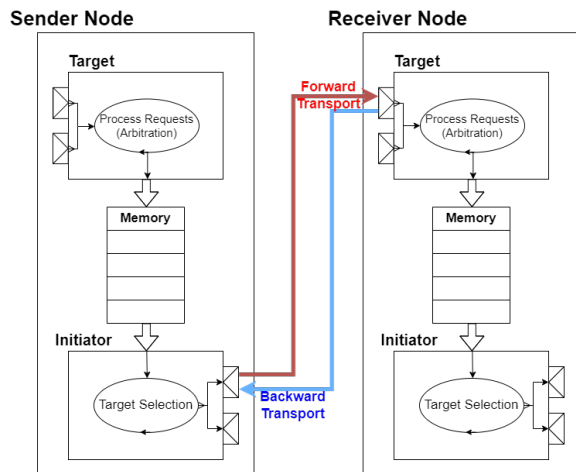 Sender Node
Receiver Node
Target
Process Requests
(Arbitration)
Memory
Initiator
Target Selection
Forward
Transport
Backward
Transport
Target
Process Requests
(Arbitration)
Memory
Initiator
Target Selection